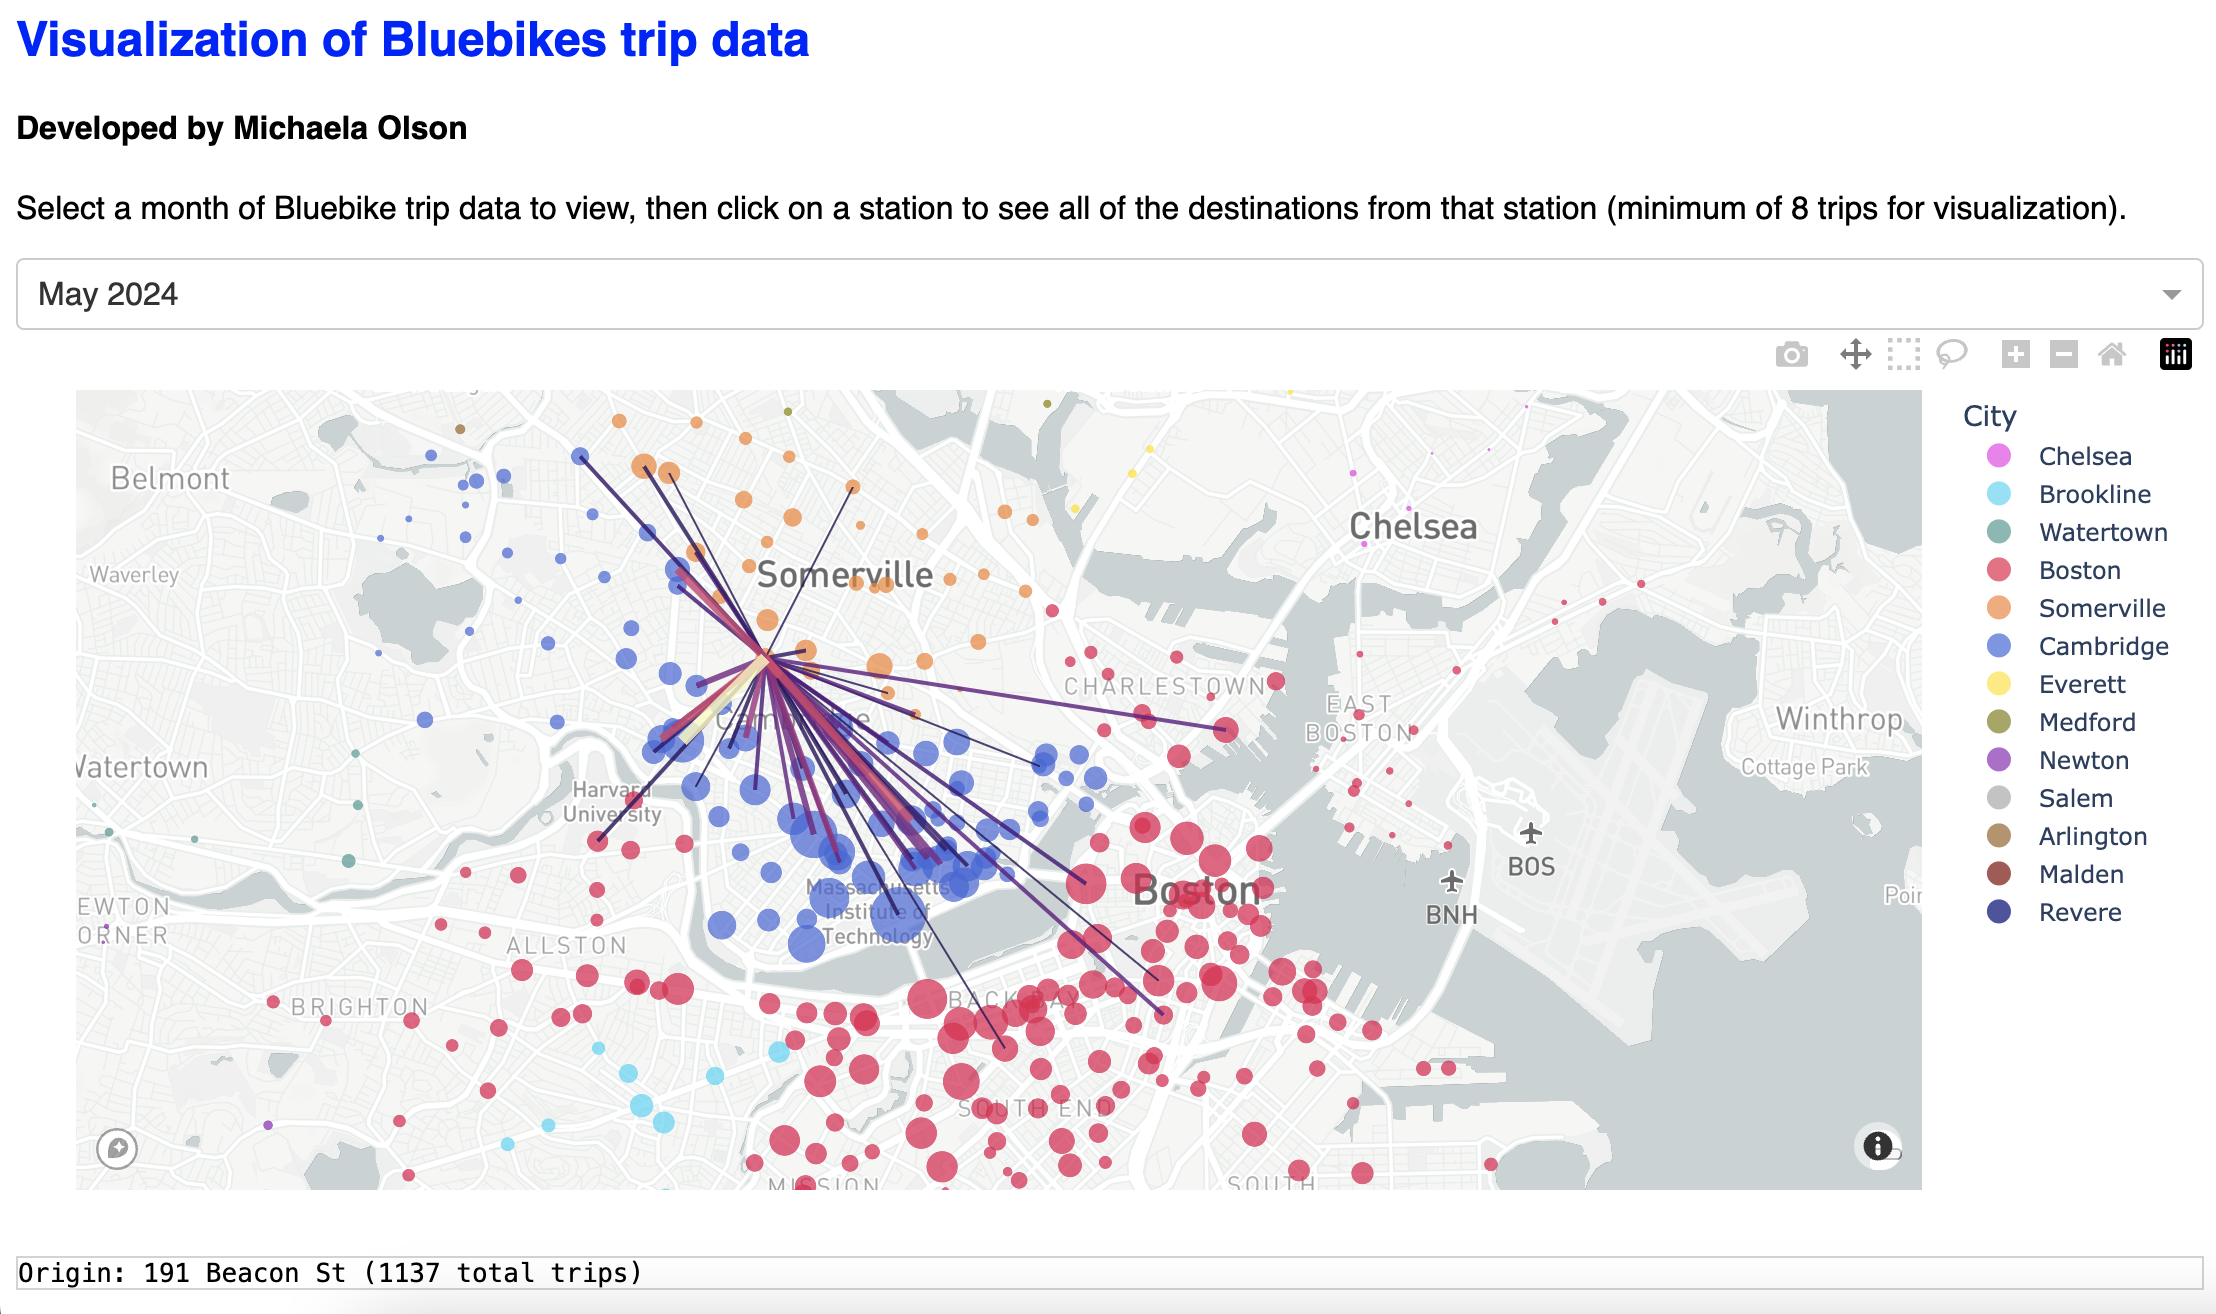 Visualization of Bluebikes trip data
Developed by Michaela Olson
Select a month of Bluebike trip data to view, then click on a station to see all of the destinations from that station (minimum of 8 trips for visualization).
May 2024
City
Chelsea
Brookline
Watertown
Boston
Somerville
Cambridge
Everett
Medford
Newton
Salem
Arlington
Malden
Revere
Belmont
Waverley
Somerville
Chelsea
CHARLESTOWN
EAST
BOSTON
Winthrop
Cottage Park
Watertown
Harvard
University
BOS
BNH
Boston
Massachusetts
Institute of
Technology
EWTON
ORNER
ALLSTON
BRIGHTON
BACK BAY
SOUTH END
MISSION
SOUTH
Origin: 191 Beacon St (1137 total trips)